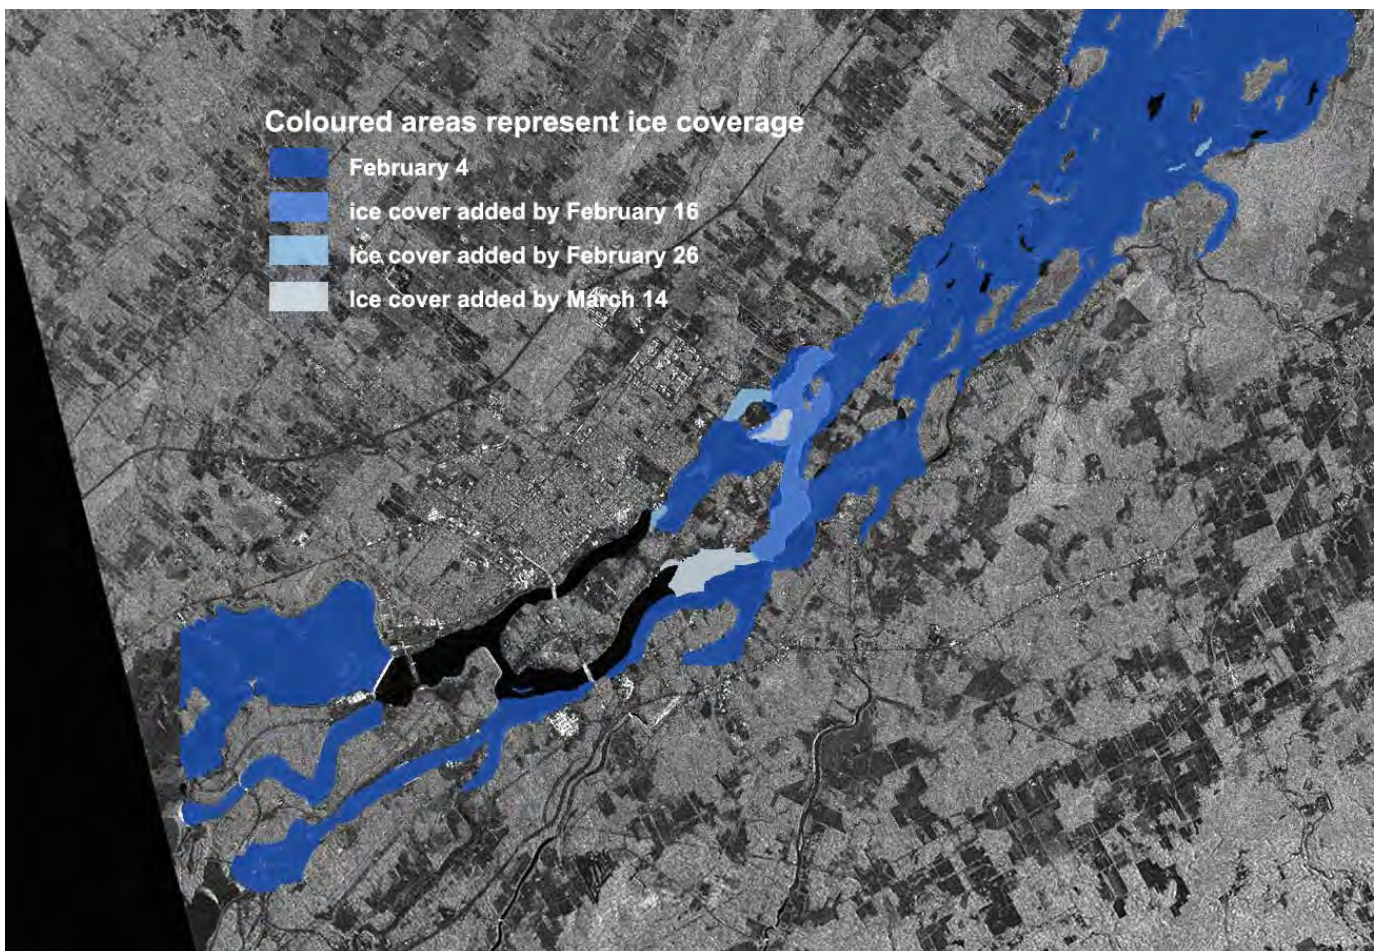 Coloured areas represent ice coverage
February 4
ice cover added by February 16
Ice cover added by February 26
Ice cover added by March 14